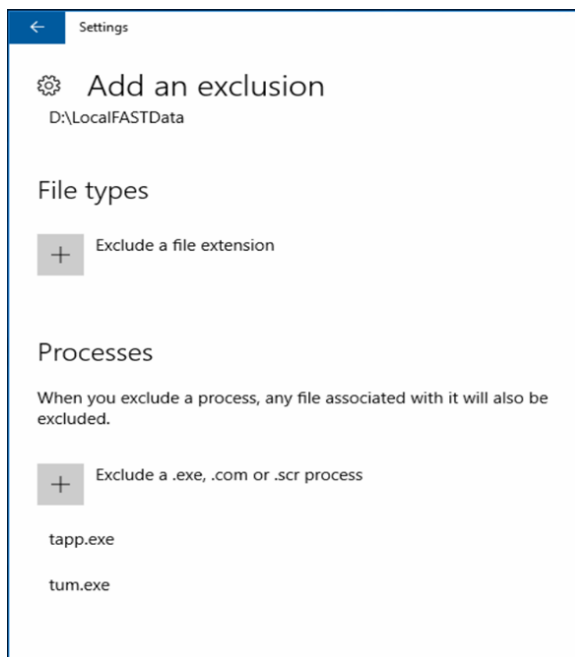 Settings
Add an exclusion
D:\LocalFASTData
File types
Exclude a file extension
Processes
When you exclude a process, any file associated with it will also be
excluded.
Exclude a .exe, .com or .scr process
tapp.exe
tum.exe